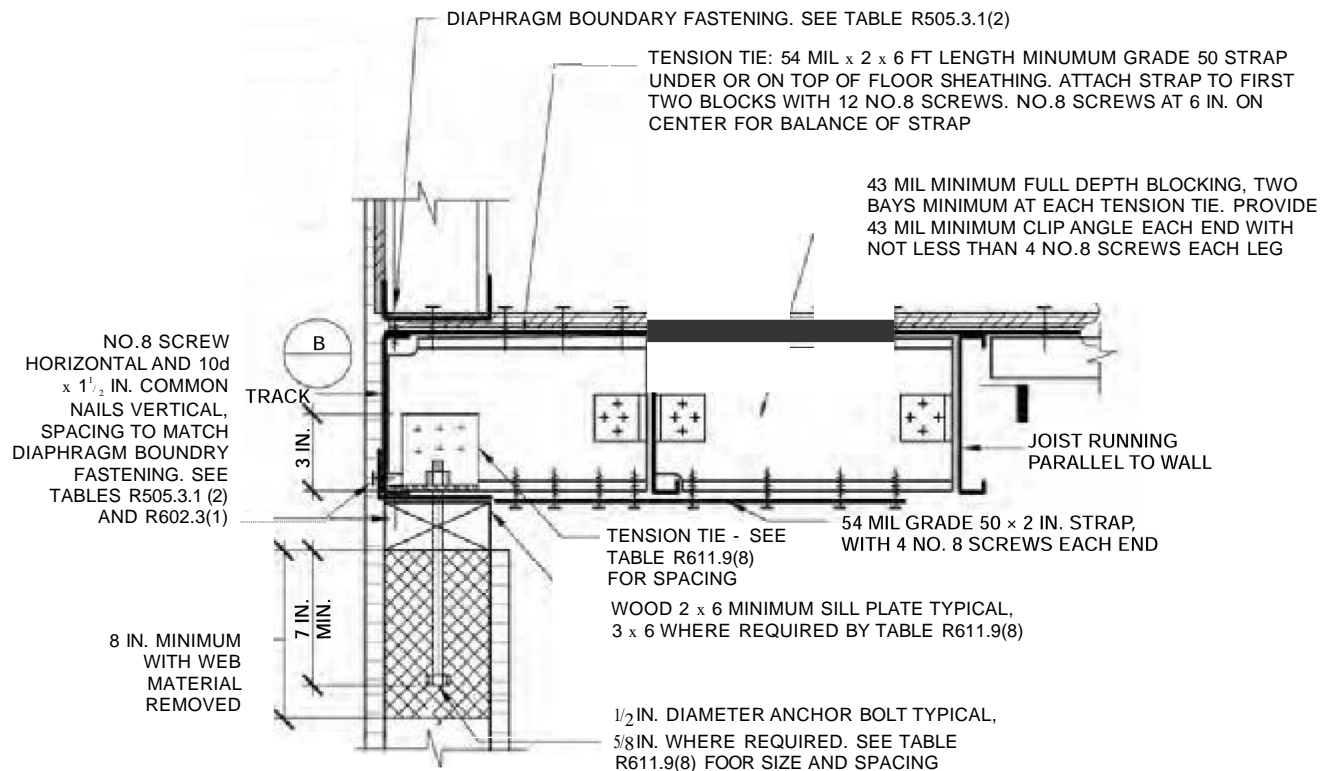 DIAPHRAGM BOUNDARY FASTENING. SEE TABLE R505.3.1(2)
TENSION TIE: 54 MIL x 2 x 6 FT LENGTH MINUMUM GRADE 50 STRAP
UNDER OR ON TOP OF FLOOR SHEATHING. ATTACH STRAP TO FIRST
TWO BLOCKS WITH 12 NO.8 SCREWS. NO.8 SCREWS AT 6 IN. ON
CENTER FOR BALANCE OF STRAP
43 MIL MINIMUM FULL DEPTH BLOCKING, TWO
BAYS MINIMUM AT EACH TENSION TIE. PROVIDE
43 MIL MINIMUM CLIP ANGLE EACH END WITH
NOT LESS THAN 4 NO.8 SCREWS EACH LEG
NO.8 SCREW
HORIZONTAL AND 10d
x 1 1/2 IN. COMMON
NAILS VERTICAL,
SPACING TO MATCH
DIAPHRAGM BOUNDRY
FASTENING. SEE
TABLES R505.3.1 (2)
AND R602.3(1)
B
TRACK
3 IN.
JOIST RUNNING
PARALLEL TO WALL
54 MIL GRADE 50 × 2 IN. STRAP,
WITH 4 NO. 8 SCREWS EACH END
TENSION TIE - SEE
TABLE R611.9(8)
FOR SPACING
WOOD 2 x 6 MINIMUM SILL PLATE TYPICAL,
3 x 6 WHERE REQUIRED BY TABLE R611.9(8)
7 IN.
MIN.
8 IN. MINIMUM
WITH WEB
MATERIAL
REMOVED
1/2 IN. DIAMETER ANCHOR BOLT TYPICAL,
5/8 IN. WHERE REQUIRED. SEE TABLE
R611.9(8) FOOR SIZE AND SPACING